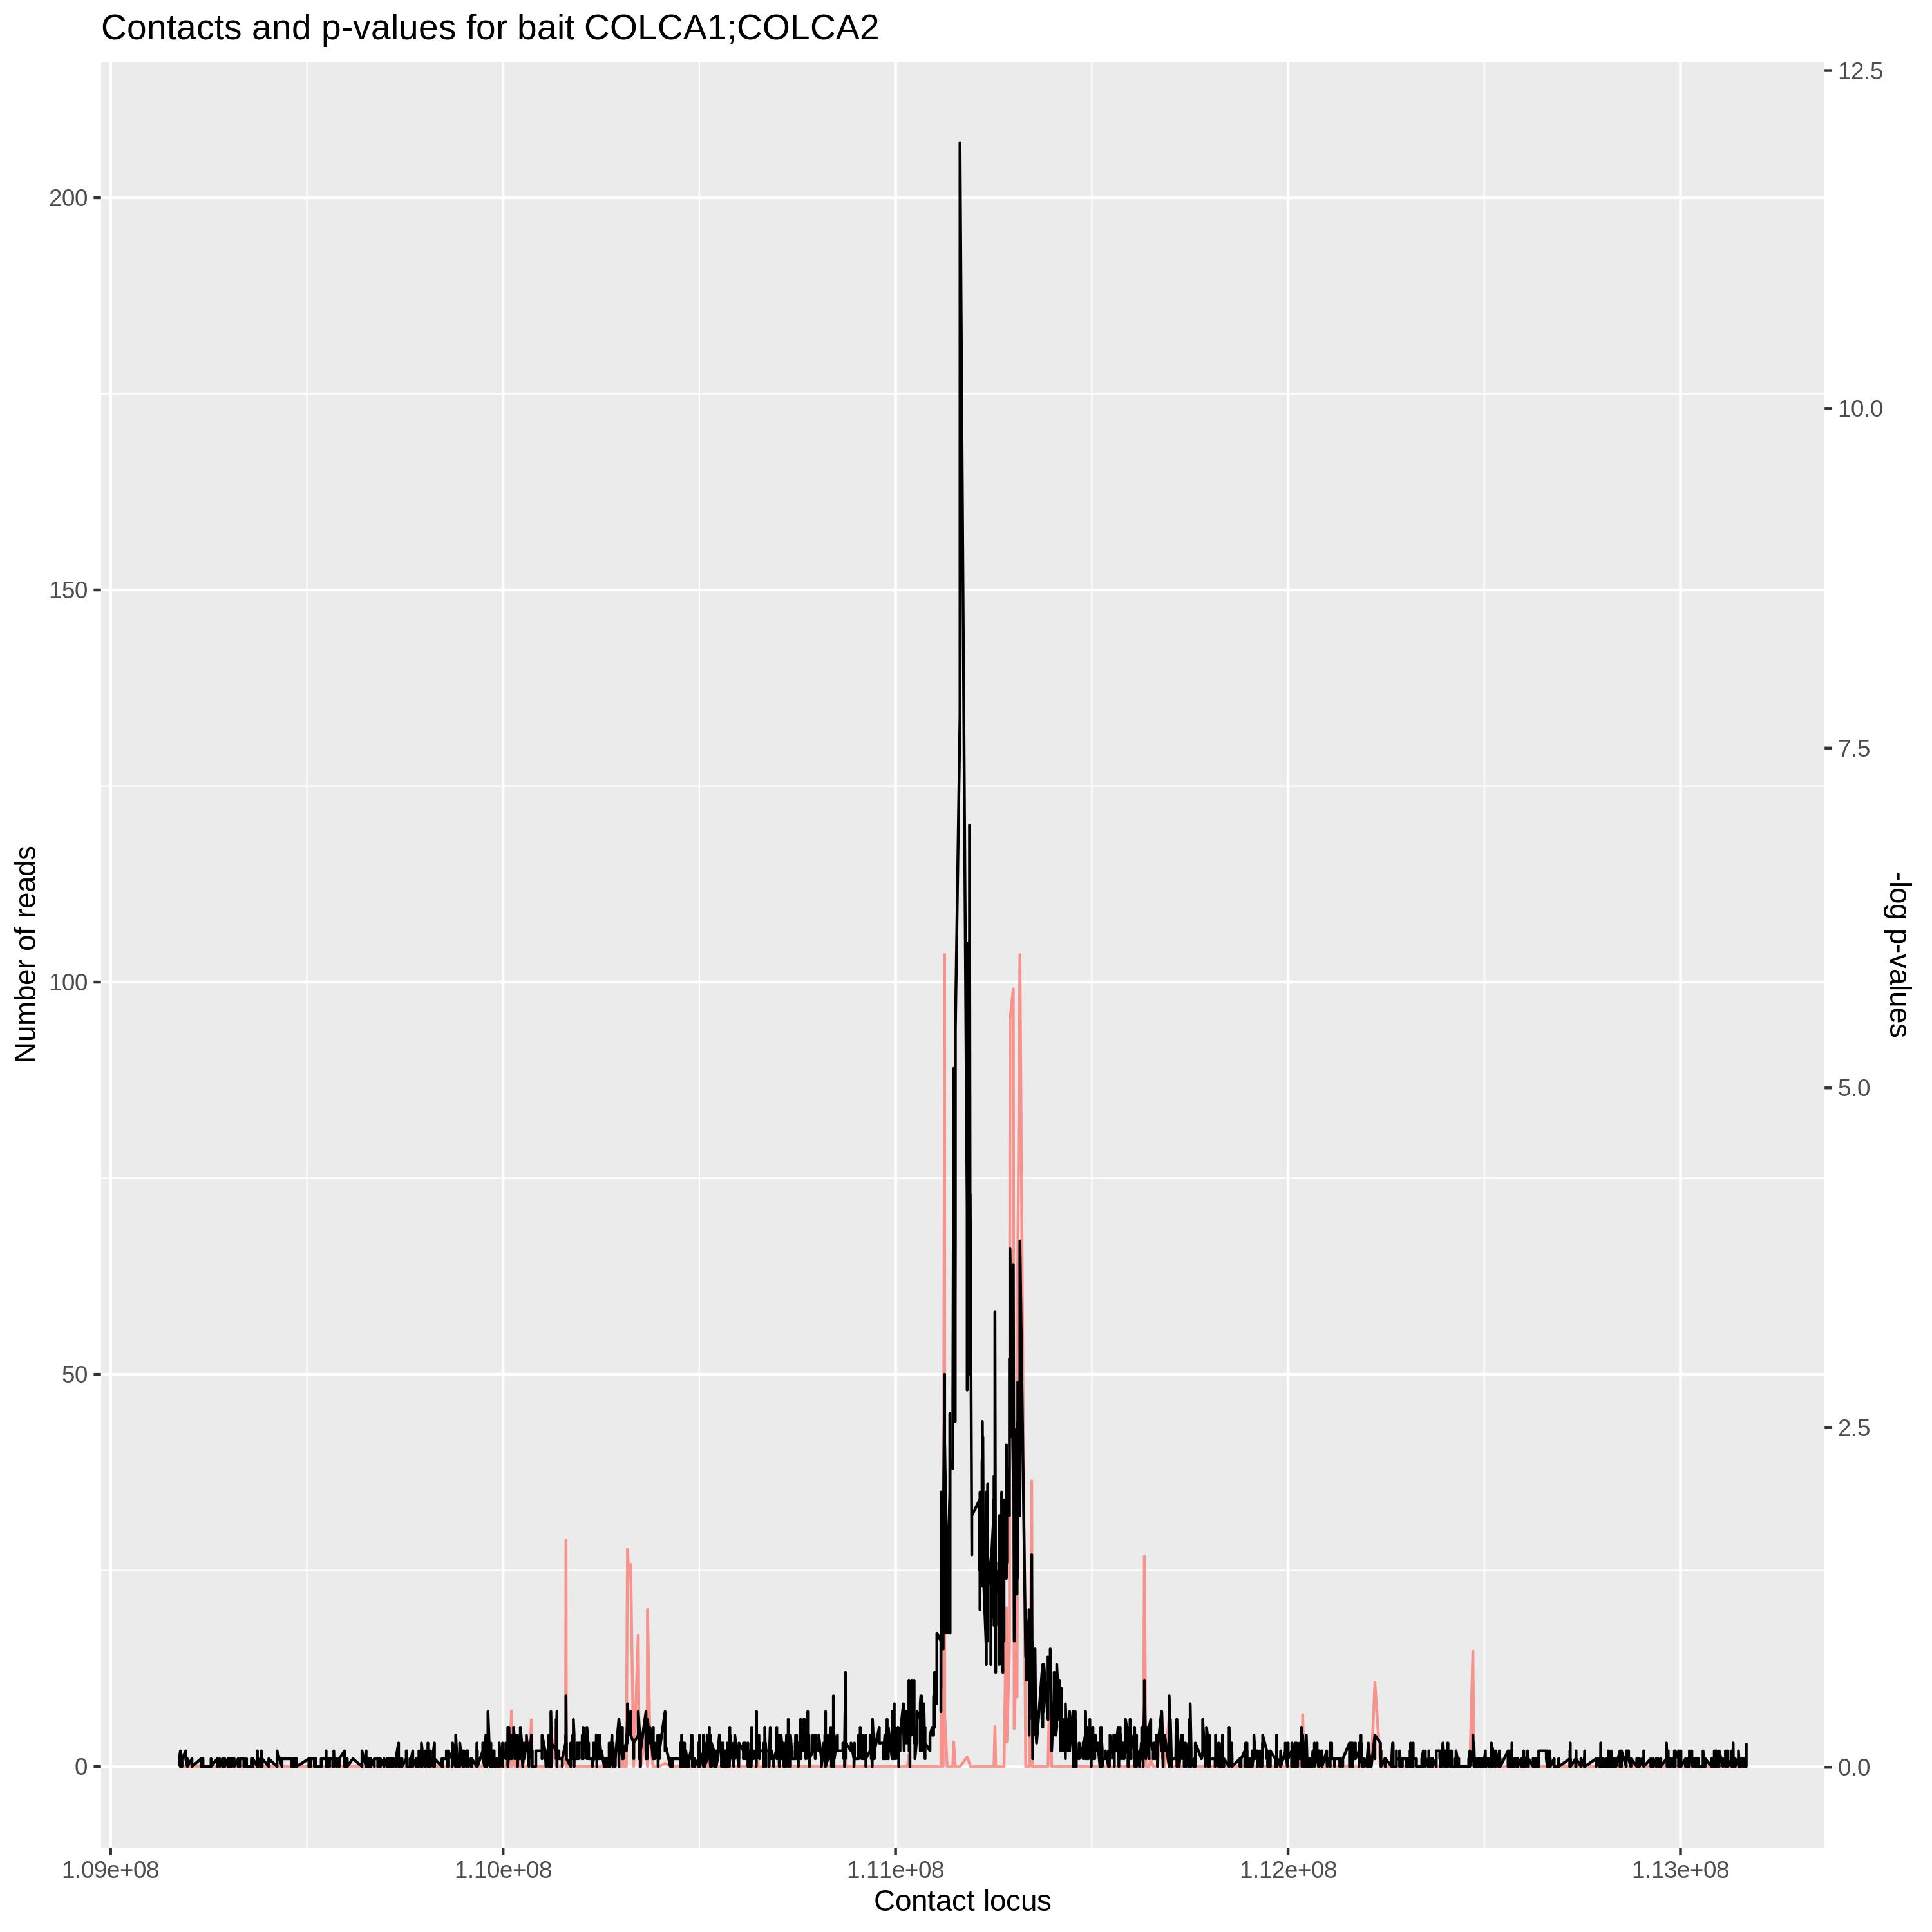 Contacts and p-values for bait COLCA1;COLCA2
Number of reads
200
150
100
50
0
12.5
10.0
7.5
5.0
2.5
0.0
-log p-values
1.09e+08
1.10e+08
1.11e+08
1.12e+08
1.13e+08
Contact locus